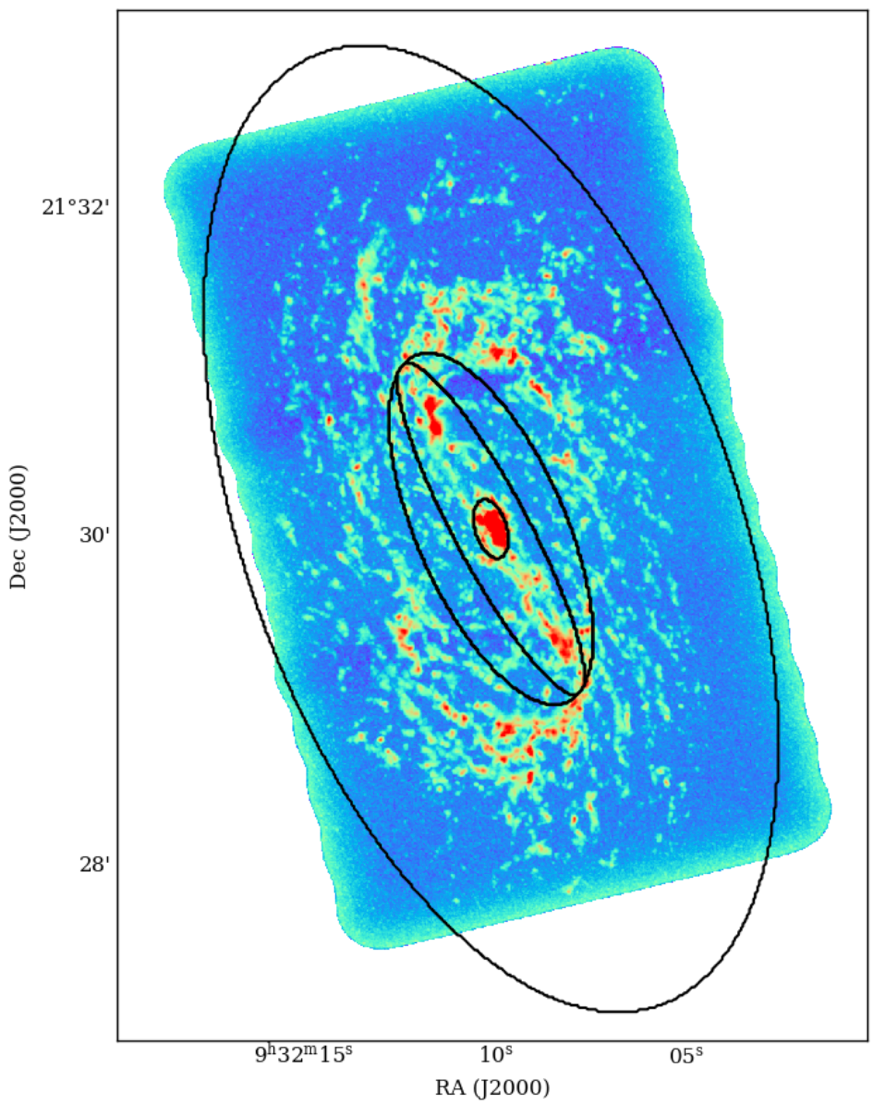 21°32'
30'
28'
Dec (J2000)
9ʰ32ᵐ15ˢ 10ˢ 05ˢ
RA (J2000)